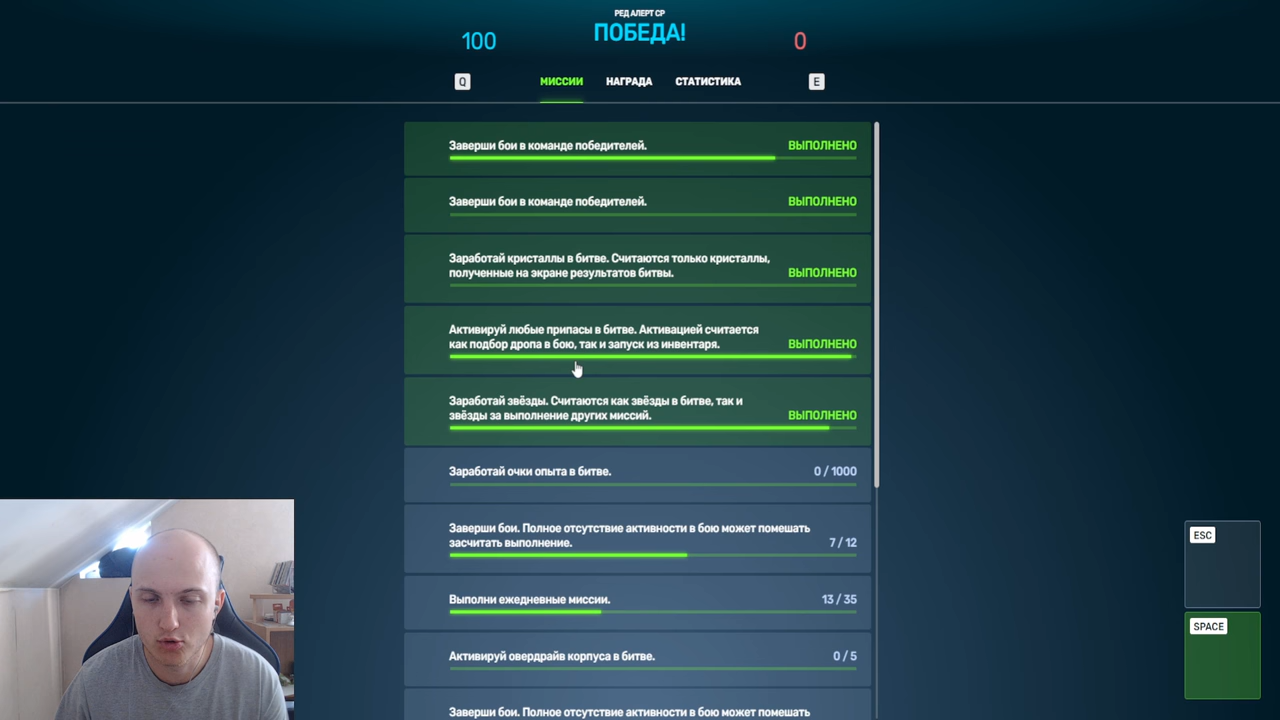 РЕД АЛЕРТ CP
100
ПОБЕДА!
0
Q
МИССИИ
НАГРАДА
СТАТИСТИКА
E
Заверши бои в команде победителей.
ВЫПОЛНЕНО
Заверши бои в команде победителей.
ВЫПОЛНЕНО
Заработай кристаллы в битве. Считаются только кристаллы,
полученные на экране результатов битвы.
ВЫПОЛНЕНО
Активируй любые припасы в битве. Активацией считается
как подбор дропа в бою, так и запуск из инвентаря.
ВЫПОЛНЕНО
Заработай звёзды. Считаются как звёзды в битве, так и
звёзды за выполнение других миссий.
ВЫПОЛНЕНО
Заработай очки опыта в битве.
0 / 1000
Заверши бои. Полное отсутствие активности в бою может помешать
засчитать выполнение.
7 / 12
Выполни ежедневные миссии.
13 / 35
Активируй овердрайв корпуса в битве.
0 / 5
Заверши бои. Полное отсутствие активности в бою может помешать
ESC
SPACE